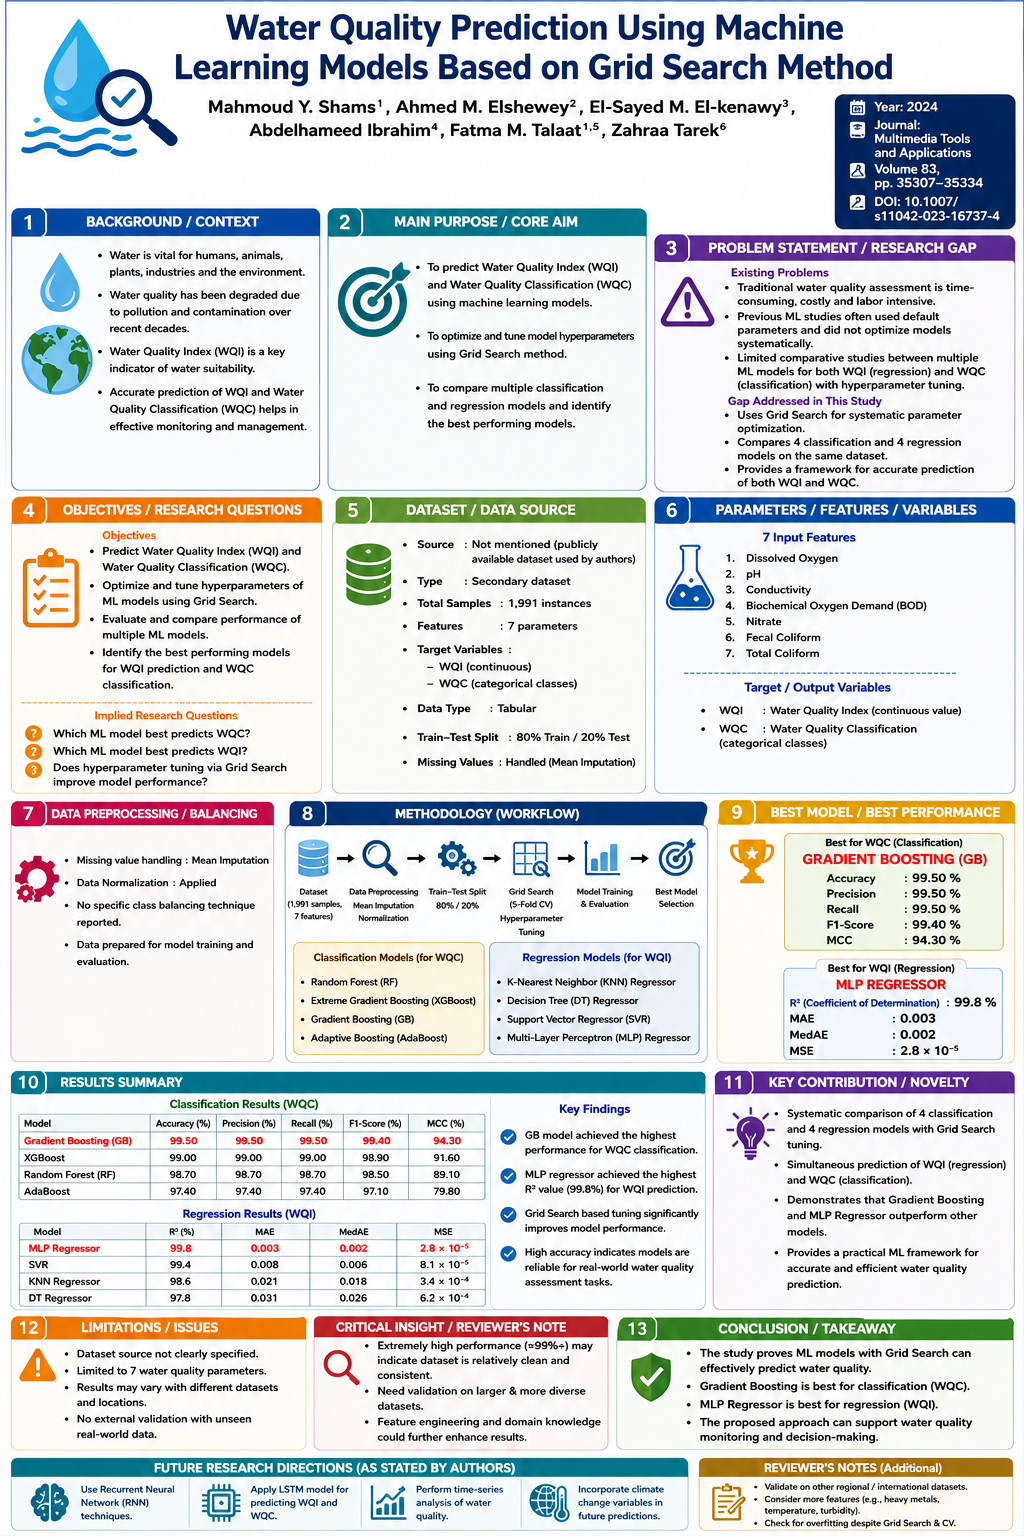 Water Quality Prediction Using Machine
Learning Models Based on Grid Search Method
Mahmoud Y. Shams¹, Ahmed M. Elshewey², El-Sayed M. El-kenawy³,
Abdelhameed Ibrahim⁴, Fatma M. Talaat¹·⁵, Zahraa Tarek⁶
Year: 2024
Journal:
Multimedia Tools
and Applications
Volume 83,
pp. 35307–35334
DOI: 10.1007/
s11042-023-16737-4
1 BACKGROUND / CONTEXT
• Water is vital for humans, animals,
plants, industries and the environment.
• Water quality has been degraded due
to pollution and contamination over
recent decades.
• Water Quality Index (WQI) is a key
indicator of water suitability.
• Accurate prediction of WQI and Water
Quality Classification (WQC) helps in
effective monitoring and management.
2 MAIN PURPOSE / CORE AIM
• To predict Water Quality Index (WQI)
and Water Quality Classification (WQC)
using machine learning models.
• To optimize and tune model hyperparameters
using Grid Search method.
• To compare multiple classification
and regression models and identify
the best performing models.
3 PROBLEM STATEMENT / RESEARCH GAP
Existing Problems
• Traditional water quality assessment is time-
consuming, costly and labor intensive.
• Previous ML studies often used default
parameters and did not optimize models
systematically.
• Limited comparative studies between multiple
ML models for both WQI (regression) and WQC
(classification) with hyperparameter tuning.
Gap Addressed in This Study
• Uses Grid Search for systematic parameter
optimization.
• Compares 4 classification and 4 regression
models on the same dataset.
• Provides a framework for accurate prediction
of both WQI and WQC.
4 OBJECTIVES / RESEARCH QUESTIONS
Objectives
• Predict Water Quality Index (WQI) and
Water Quality Classification (WQC).
• Optimize and tune hyperparameters of
ML models using Grid Search.
• Evaluate and compare performance of
multiple ML models.
• Identify the best performing models
for WQI prediction and WQC
classification.
Implied Research Questions
? Which ML model best predicts WQC?
2 Which ML model best predicts WQI?
3 Does hyperparameter tuning via Grid Search
improve model performance?
5 DATASET / DATA SOURCE
• Source : Not mentioned (publicly
available dataset used by authors)
• Type : Secondary dataset
• Total Samples : 1,991 instances
• Features : 7 parameters
• Target Variables :
– WQI (continuous)
– WQC (categorical classes)
• Data Type : Tabular
• Train–Test Split : 80% Train / 20% Test
• Missing Values : Handled (Mean Imputation)
6 PARAMETERS / FEATURES / VARIABLES
7 Input Features
1. Dissolved Oxygen
2. pH
3. Conductivity
4. Biochemical Oxygen Demand (BOD)
5. Nitrate
6. Fecal Coliform
7. Total Coliform
Target / Output Variables
• WQI : Water Quality Index (continuous value)
• WQC : Water Quality Classification
(categorical classes)
7 DATA PREPROCESSING / BALANCING
• Missing value handling : Mean Imputation
• Data Normalization : Applied
• No specific class balancing technique
reported.
• Data prepared for model training and
evaluation.
8 METHODOLOGY (WORKFLOW)
Dataset
(1,991 samples,
7 features)
Data Preprocessing
Mean Imputation
Normalization
Train–Test Split
80% / 20%
Grid Search
(5-Fold CV)
Hyperparameter
Tuning
Model Training
& Evaluation
Best Model
Selection
Classification Models (for WQC)
• Random Forest (RF)
• Extreme Gradient Boosting (XGBoost)
• Gradient Boosting (GB)
• Adaptive Boosting (AdaBoost)
Regression Models (for WQI)
• K-Nearest Neighbor (KNN) Regressor
• Decision Tree (DT) Regressor
• Support Vector Regressor (SVR)
• Multi-Layer Perceptron (MLP) Regressor
9 BEST MODEL / BEST PERFORMANCE
Best for WQC (Classification)
GRADIENT BOOSTING (GB)
Accuracy : 99.50 %
Precision : 99.50 %
Recall : 99.50 %
F1-Score : 99.40 %
MCC : 94.30 %
Best for WQI (Regression)
MLP REGRESSOR
R² (Coefficient of Determination) : 99.8 %
MAE : 0.003
MedAE : 0.002
MSE : 2.8 × 10⁻⁵
10 RESULTS SUMMARY
Classification Results (WQC)
Model Accuracy (%) Precision (%) Recall (%) F1-Score (%) MCC (%)
Gradient Boosting (GB) 99.50 99.50 99.50 99.40 94.30
XGBoost 99.00 99.00 99.00 98.90 91.60
Random Forest (RF) 98.70 98.70 98.70 98.50 89.10
AdaBoost 97.40 97.40 97.40 97.10 79.80
Regression Results (WQI)
Model R² (%) MAE MedAE MSE
MLP Regressor 99.8 0.003 0.002 2.8 × 10⁻⁵
SVR 99.4 0.008 0.006 8.1 × 10⁻⁵
KNN Regressor 98.6 0.021 0.018 3.4 × 10⁻⁴
DT Regressor 97.8 0.031 0.026 6.2 × 10⁻⁴
Key Findings
GB model achieved the highest
performance for WQC classification.
MLP regressor achieved the highest
R² value (99.8%) for WQI prediction.
Grid Search based tuning significantly
improves model performance.
High accuracy indicates models are
reliable for real-world water quality
assessment tasks.
11 KEY CONTRIBUTION / NOVELTY
• Systematic comparison of 4 classification
and 4 regression models with Grid Search
tuning.
• Simultaneous prediction of WQI (regression)
and WQC (classification).
• Demonstrates that Gradient Boosting
and MLP Regressor outperform other
models.
• Provides a practical ML framework for
accurate and efficient water quality
prediction.
12 LIMITATIONS / ISSUES
• Dataset source not clearly specified.
• Limited to 7 water quality parameters.
• Results may vary with different datasets
and locations.
• No external validation with unseen
real-world data.
CRITICAL INSIGHT / REVIEWER'S NOTE
• Extremely high performance (≈99%+) may
indicate dataset is relatively clean and
consistent.
• Need validation on larger & more diverse
datasets.
• Feature engineering and domain knowledge
could further enhance results.
13 CONCLUSION / TAKEAWAY
• The study proves ML models with Grid Search can
effectively predict water quality.
• Gradient Boosting is best for classification (WQC).
• MLP Regressor is best for regression (WQI).
• The proposed approach can support water quality
monitoring and decision-making.
FUTURE RESEARCH DIRECTIONS (AS STATED BY AUTHORS)
Use Recurrent Neural
Network (RNN)
techniques.
Apply LSTM model for
predicting WQI and
WQC.
Perform time-series
analysis of water
quality.
Incorporate climate
change variables in
future predictions.
REVIEWER'S NOTES (Additional)
• Validate on other regional / international datasets.
• Consider more features (e.g., heavy metals,
temperature, turbidity).
• Check for overfitting despite Grid Search & CV.